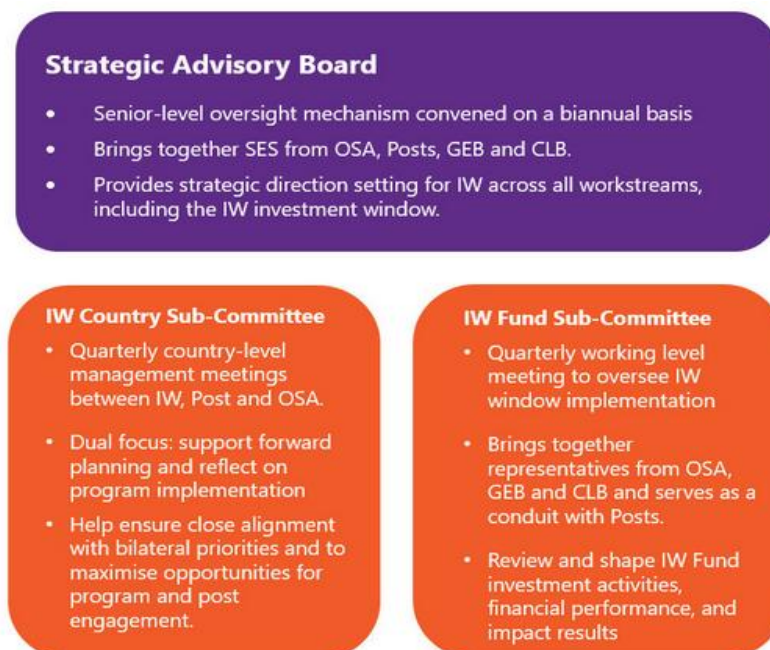 Strategic Advisory Board
• Senior-level oversight mechanism convened on a biannual basis
• Brings together SES from OSA, Posts, GEB and CLB.
• Provides strategic direction setting for IW across all workstreams,
including the IW investment window.
IW Country Sub-Committee
• Quarterly country-level
management meetings
between IW, Post and OSA.
• Dual focus: support forward
planning and reflect on
program implementation
• Help ensure close alignment
with bilateral priorities and to
maximise opportunities for
program and post
engagement.
IW Fund Sub-Committee
• Quarterly working level
meeting to oversee IW
window implementation
• Brings together
representatives from OSA,
GEB and CLB and serves as a
conduit with Posts.
• Review and shape IW Fund
investment activities,
financial performance, and
impact results